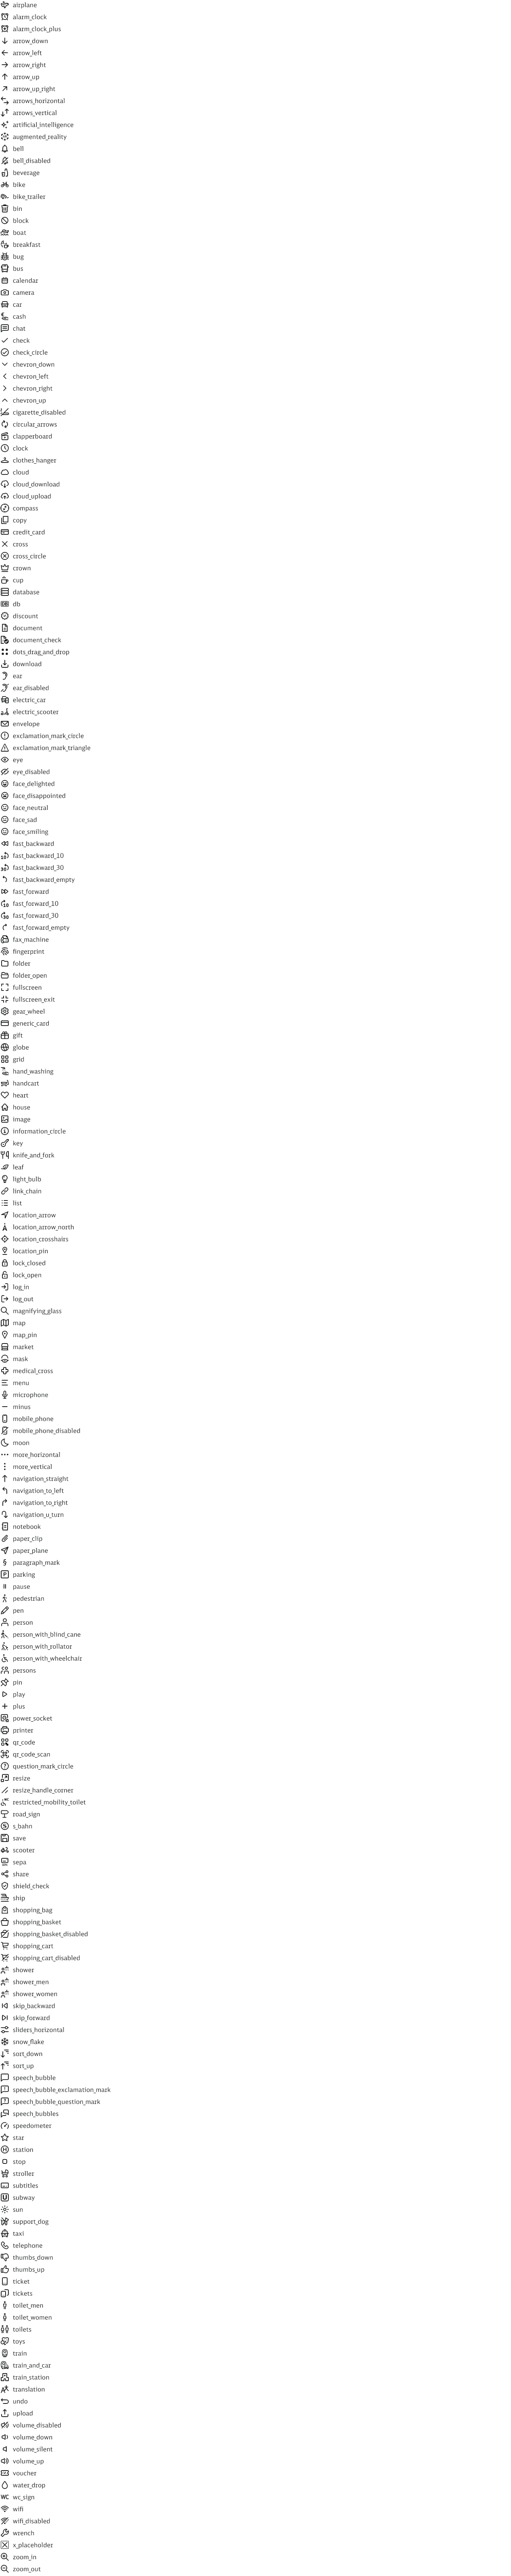 airplane
alarm_clock
alarm_clock_plus
arrow_down
arrow_left
arrow_right
arrow_up
arrow_up_right
arrows_horizontal
arrows_vertical
artificial_intelligence
augmented_reality
bell
bell_disabled
beverage
bike
bike_trailer
bin
block
boat
breakfast
bug
bus
calendar
camera
car
cash
chat
check
check_circle
chevron_down
chevron_left
chevron_right
chevron_up
cigarette_disabled
circular_arrows
clapperboard
clock
clothes_hanger
cloud
cloud_download
cloud_upload
compass
copy
credit_card
cross
cross_circle
crown
cup
database
db
discount
document
document_check
dots_drag_and_drop
download
ear
ear_disabled
electric_car
electric_scooter
envelope
exclamation_mark_circle
exclamation_mark_triangle
eye
eye_disabled
face_delighted
face_disappointed
face_neutral
face_sad
face_smiling
fast_backward
10 fast_backward_10
30 fast_backward_30
fast_backward_empty
fast_forward
10 fast_forward_10
30 fast_forward_30
fast_forward_empty
fax_machine
fingerprint
folder
folder_open
fullscreen
fullscreen_exit
gear_wheel
generic_card
gift
globe
grid
hand_washing
handcart
heart
house
image
information_circle
key
knife_and_fork
leaf
light_bulb
link_chain
list
location_arrow
location_arrow_north
location_crosshairs
location_pin
lock_closed
lock_open
log_in
log_out
magnifying_glass
map
map_pin
market
mask
medical_cross
menu
microphone
minus
mobile_phone
mobile_phone_disabled
moon
more_horizontal
more_vertical
navigation_straight
navigation_to_left
navigation_to_right
navigation_u_turn
notebook
paper_clip
paper_plane
§ paragraph_mark
P parking
pause
pedestrian
pen
person
person_with_blind_cane
person_with_rollator
person_with_wheelchair
persons
pin
play
plus
power_socket
printer
qr_code
qr_code_scan
? question_mark_circle
resize
resize_handle_corner
restricted_mobility_toilet
road_sign
S s_bahn
save
scooter
sepa
share
shield_check
ship
shopping_bag
shopping_basket
shopping_basket_disabled
shopping_cart
shopping_cart_disabled
shower
shower_men
shower_women
skip_backward
skip_forward
sliders_horizontal
snow_flake
sort_down
sort_up
speech_bubble
speech_bubble_exclamation_mark
speech_bubble_question_mark
speech_bubbles
speedometer
star
H station
stop
stroller
subtitles
U subway
sun
support_dog
taxi
telephone
thumbs_down
thumbs_up
ticket
tickets
toilet_men
toilet_women
toilets
toys
train
train_and_car
train_station
translation
undo
upload
volume_disabled
volume_down
volume_silent
volume_up
voucher
water_drop
WC wc_sign
wifi
wifi_disabled
wrench
x_placeholder
zoom_in
zoom_out